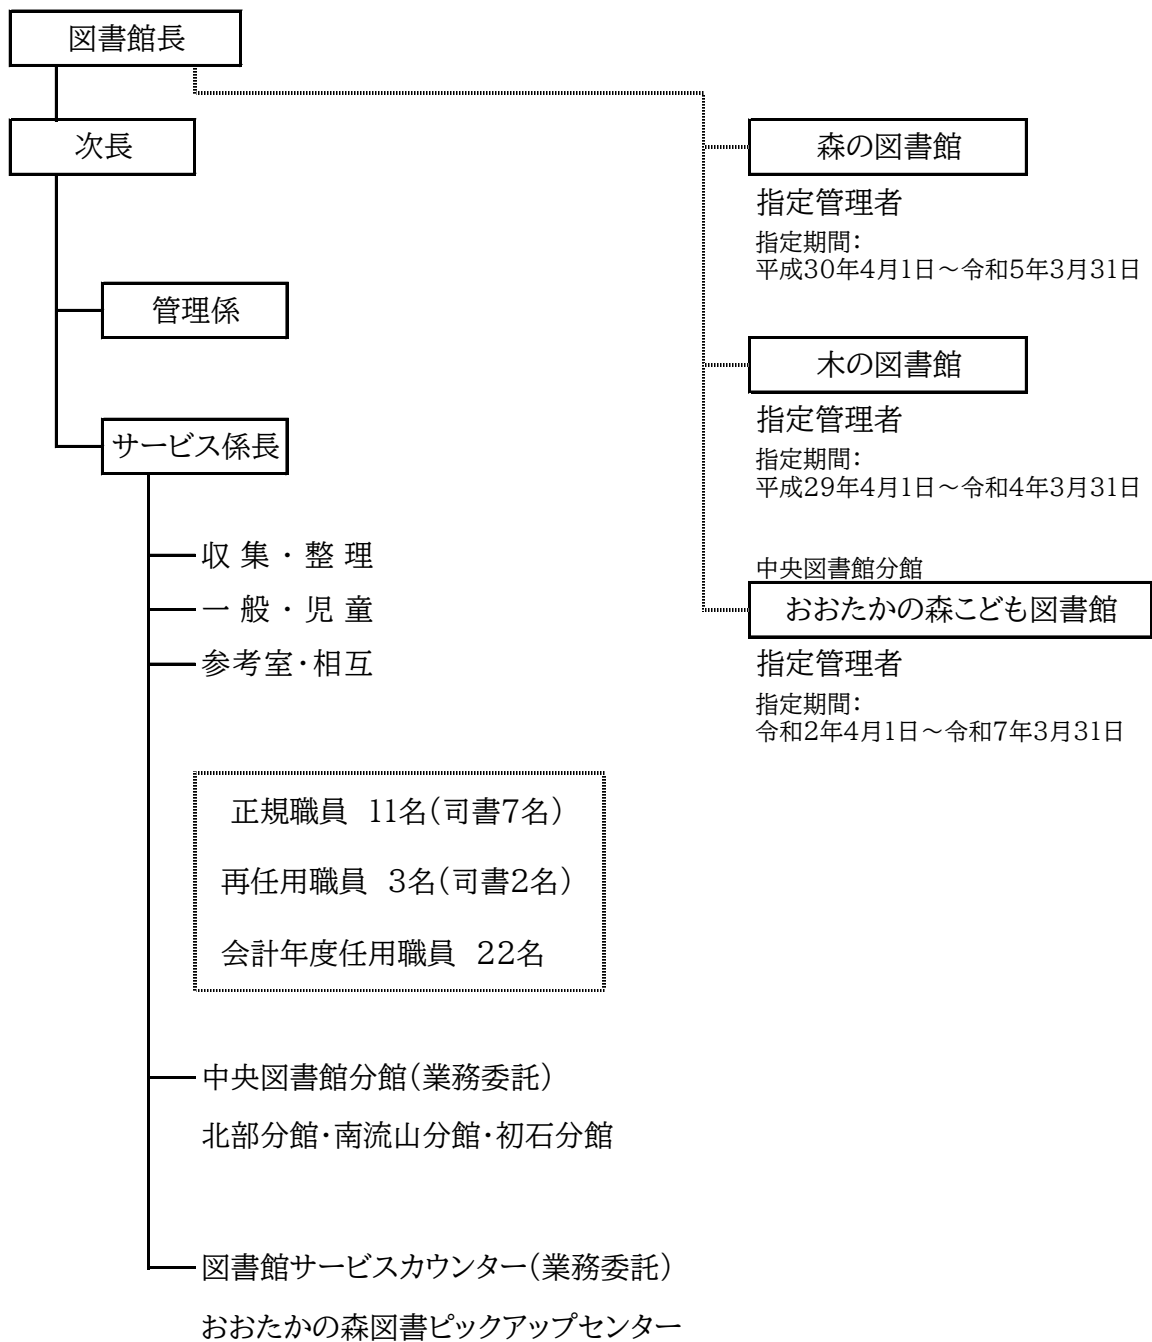 図書館長
次長
管理係
サービス係長
収集・整理
一般・児童
参考室・相互
正規職員 11名(司書7名)
再任用職員 3名(司書2名)
会計年度任用職員 22名
中央図書館分館(業務委託)
北部分館・南流山分館・初石分館
図書館サービスカウンター(業務委託)
おおたかの森図書ピックアップセンター
森の図書館
指定管理者
指定期間:
平成30年4月1日~令和5年3月31日
木の図書館
指定管理者
指定期間:
平成29年4月1日~令和4年3月31日
中央図書館分館
おおたかの森こども図書館
指定管理者
指定期間:
令和2年4月1日~令和7年3月31日